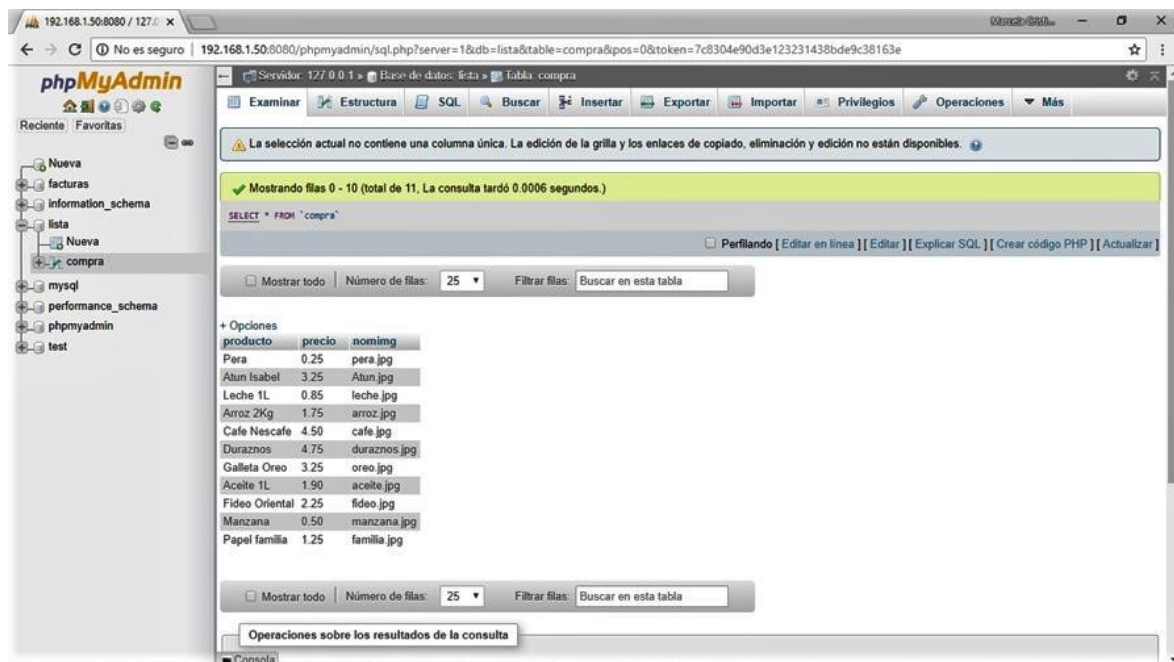 192.168.1.50:8080 / 127.0
No es seguro 192.168.1.50:8080/phpmyadmin/sql.php?server=1&db=lista&table=compra&pos=0&token=7c8304e90d3e123231438bde9c38163e
phpMyAdmin
Reciente Favoritas
Nueva
facturas
information_schema
lista
Nueva
compra
mysql
performance_schema
phpmyadmin
test
Servidor: 127.0.0.1 » Base de datos: lista » Tabla: compra
Examinar Estructura SQL Buscar Insertar Exportar Importar Privilegios Operaciones Más
La selección actual no contiene una columna única. La edición de la grilla y los enlaces de copiado, eliminación y edición no están disponibles.
Mostrando filas 0 - 10 (total de 11, La consulta tardó 0.0006 segundos.)
SELECT * FROM `compra`
Perfilando [ Editar en línea ] [ Editar ] [ Explicar SQL ] [ Crear código PHP ] [ Actualizar ]
Mostrar todo Número de filas: 25 Filtrar filas: Buscar en esta tabla
+ Opciones
producto precio nomimg
Pera 0.25 pera.jpg
Atun Isabel 3.25 Atun.jpg
Leche 1L 0.85 leche.jpg
Arroz 2Kg 1.75 arroz.jpg
Cafe Nescafe 4.50 cafe.jpg
Duraznos 4.75 duraznos.jpg
Galleta Oreo 3.25 oreo.jpg
Aceite 1L 1.90 aceite.jpg
Fideo Oriental 2.25 fideo.jpg
Manzana 0.50 manzana.jpg
Papel familia 1.25 familia.jpg
Mostrar todo Número de filas: 25 Filtrar filas: Buscar en esta tabla
Operaciones sobre los resultados de la consulta
Consola